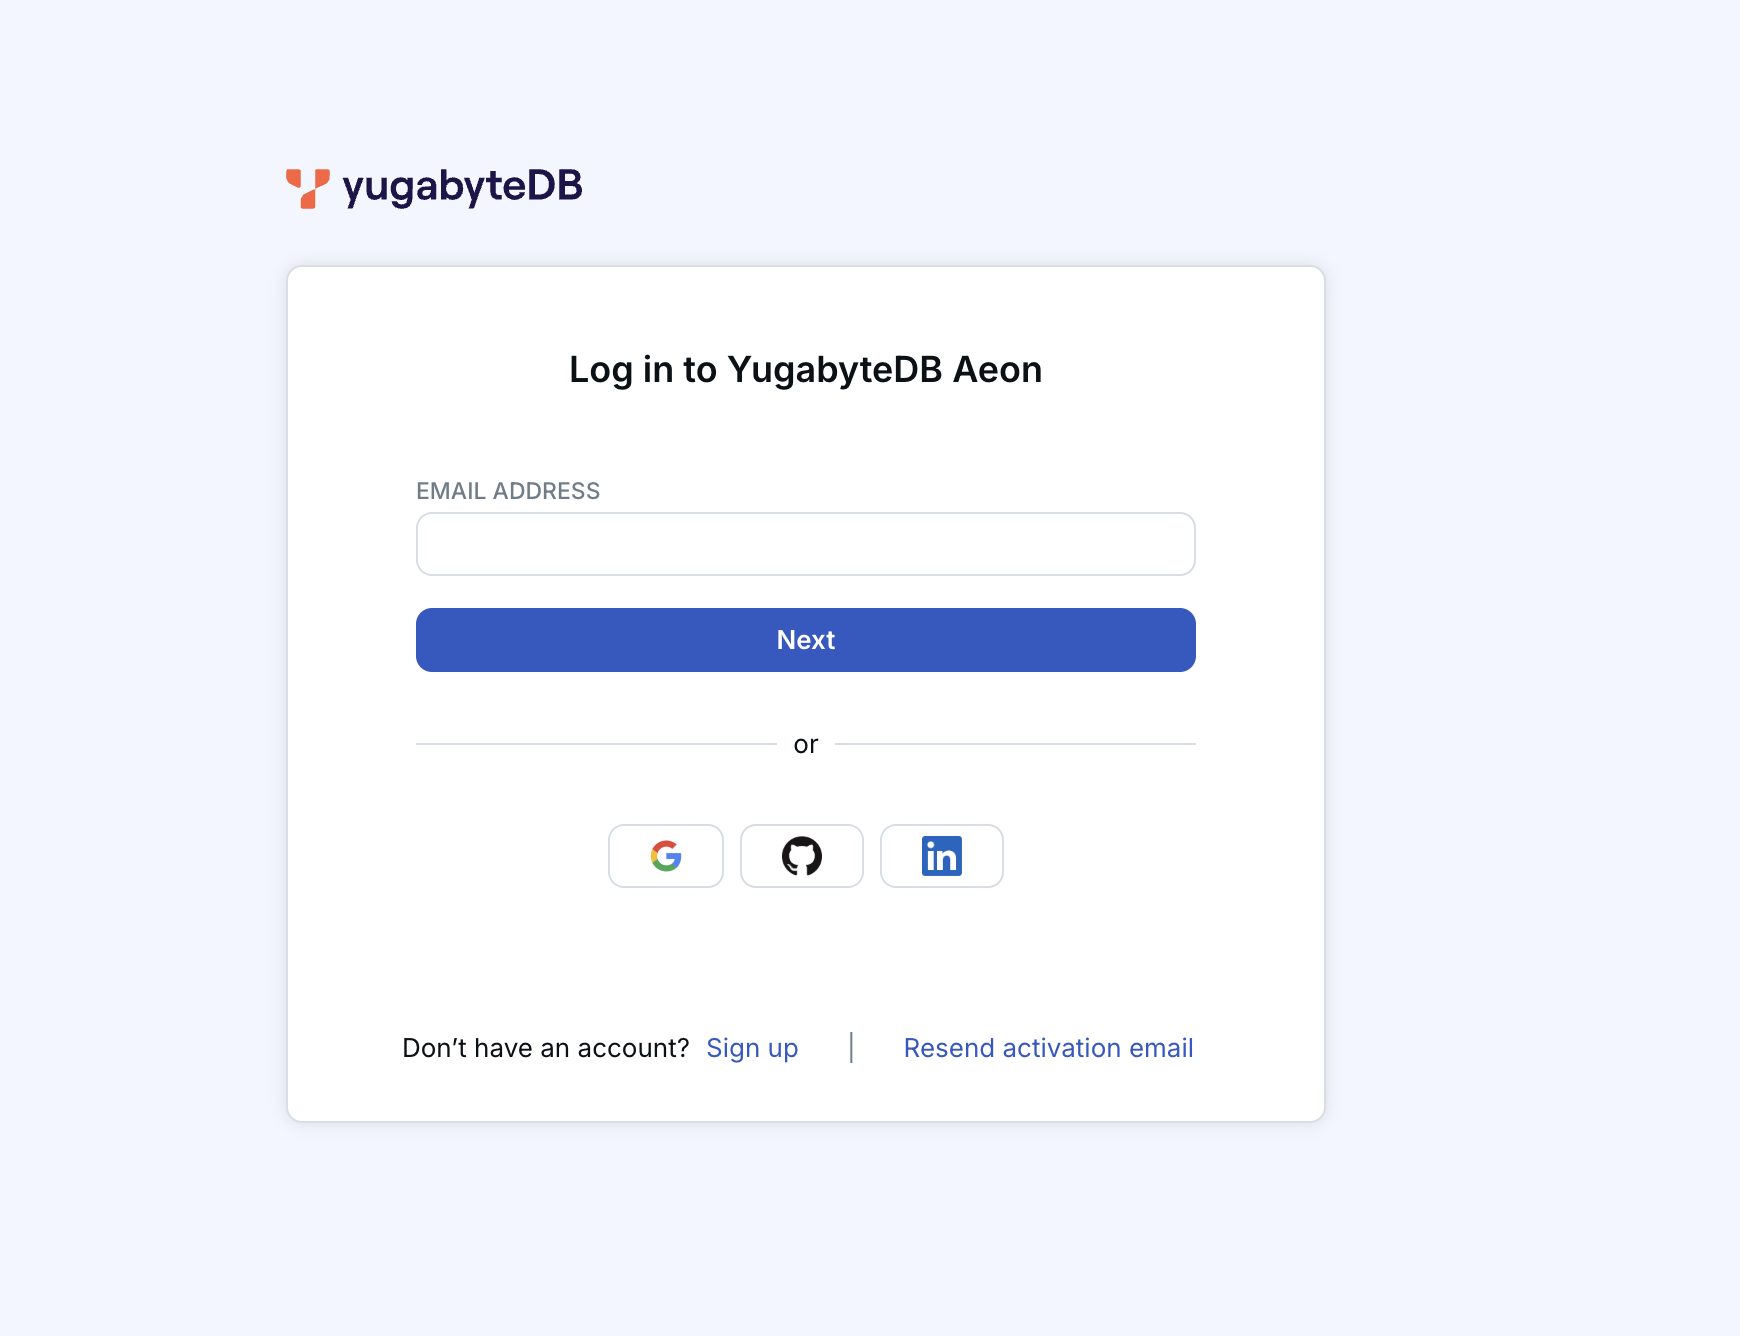 yugabyteDB
Log in to YugabyteDB Aeon
EMAIL ADDRESS
Next
or
Don’t have an account? Sign up | Resend activation email